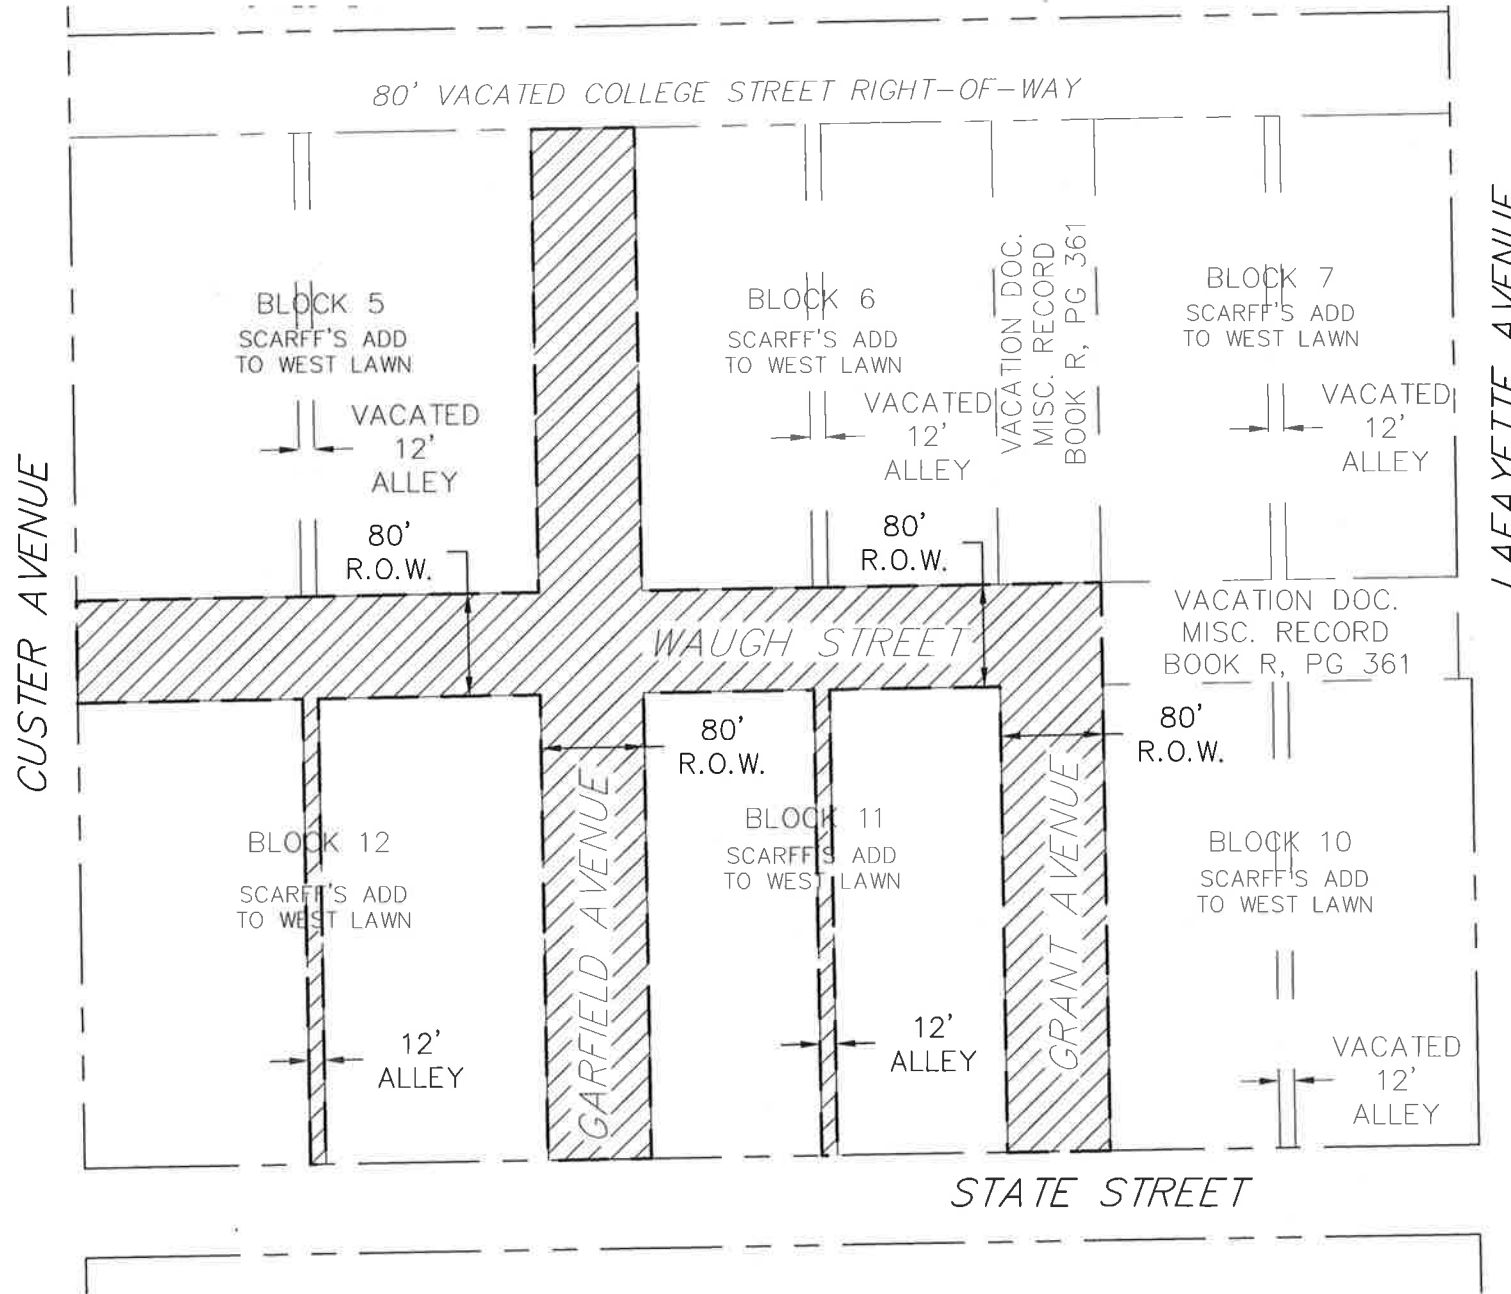 80' VACATED COLLEGE STREET RIGHT-OF-WAY
BLOCK 5
SCARFF'S ADD
TO WEST LAWN
VACATED
12'
ALLEY
80'
R.O.W.
BLOCK 6
SCARFF'S ADD
TO WEST LAWN
VACATED
12'
ALLEY
80'
R.O.W.
VACATION DOC.
MISC. RECORD
BOOK R, PG 361
BLOCK 7
SCARFF'S ADD
TO WEST LAWN
VACATED
12'
ALLEY
LAFAYETTE AVENUE
CUSTER AVENUE
WAUGH STREET
VACATION DOC.
MISC. RECORD
BOOK R, PG 361
80'
R.O.W.
80'
R.O.W.
BLOCK 12
SCARFF'S ADD
TO WEST LAWN
12'
ALLEY
GARFIELD AVENUE
BLOCK 11
SCARFF'S ADD
TO WEST LAWN
12'
ALLEY
GRANT AVENUE
BLOCK 10
SCARFF'S ADD
TO WEST LAWN
VACATED
12'
ALLEY
STATE STREET